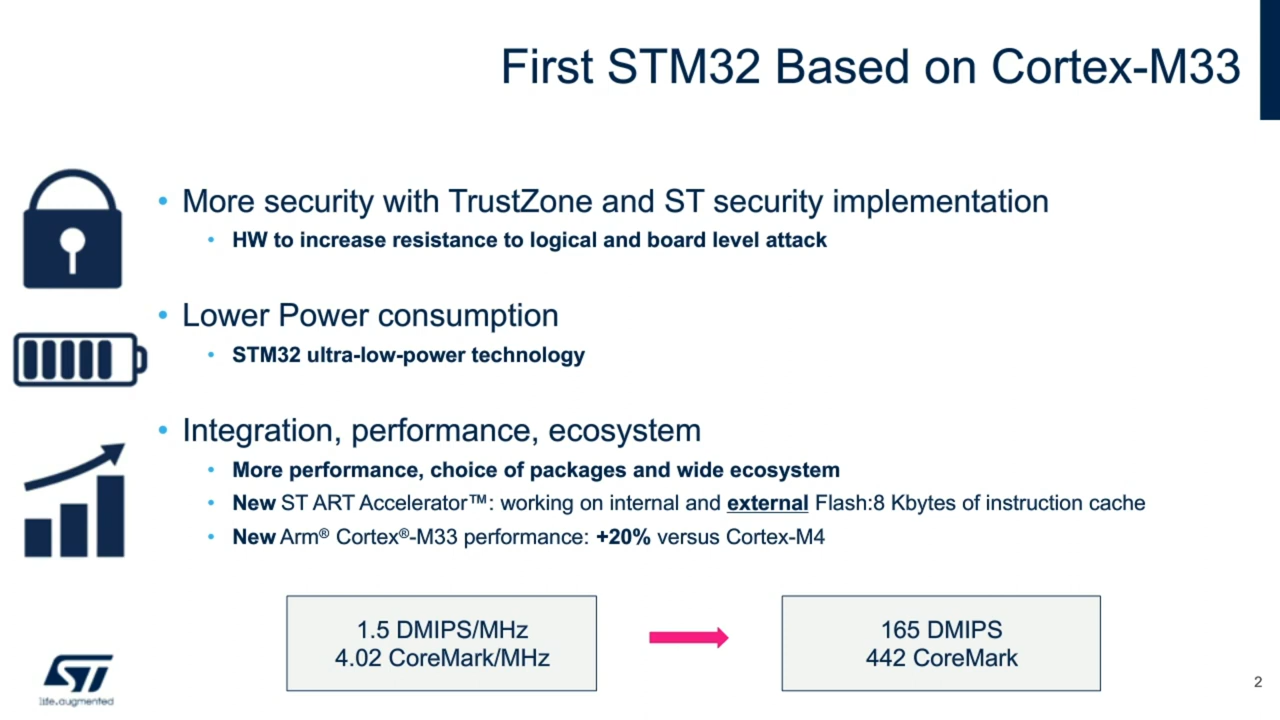 First STM32 Based on Cortex-M33
• More security with TrustZone and ST security implementation
• HW to increase resistance to logical and board level attack
• Lower Power consumption
• STM32 ultra-low-power technology
• Integration, performance, ecosystem
• More performance, choice of packages and wide ecosystem
• New ST ART Accelerator™: working on internal and external Flash:8 Kbytes of instruction cache
• New Arm® Cortex®-M33 performance: +20% versus Cortex-M4
1.5 DMIPS/MHz
4.02 CoreMark/MHz
165 DMIPS
442 CoreMark
ST
life.augmented
2